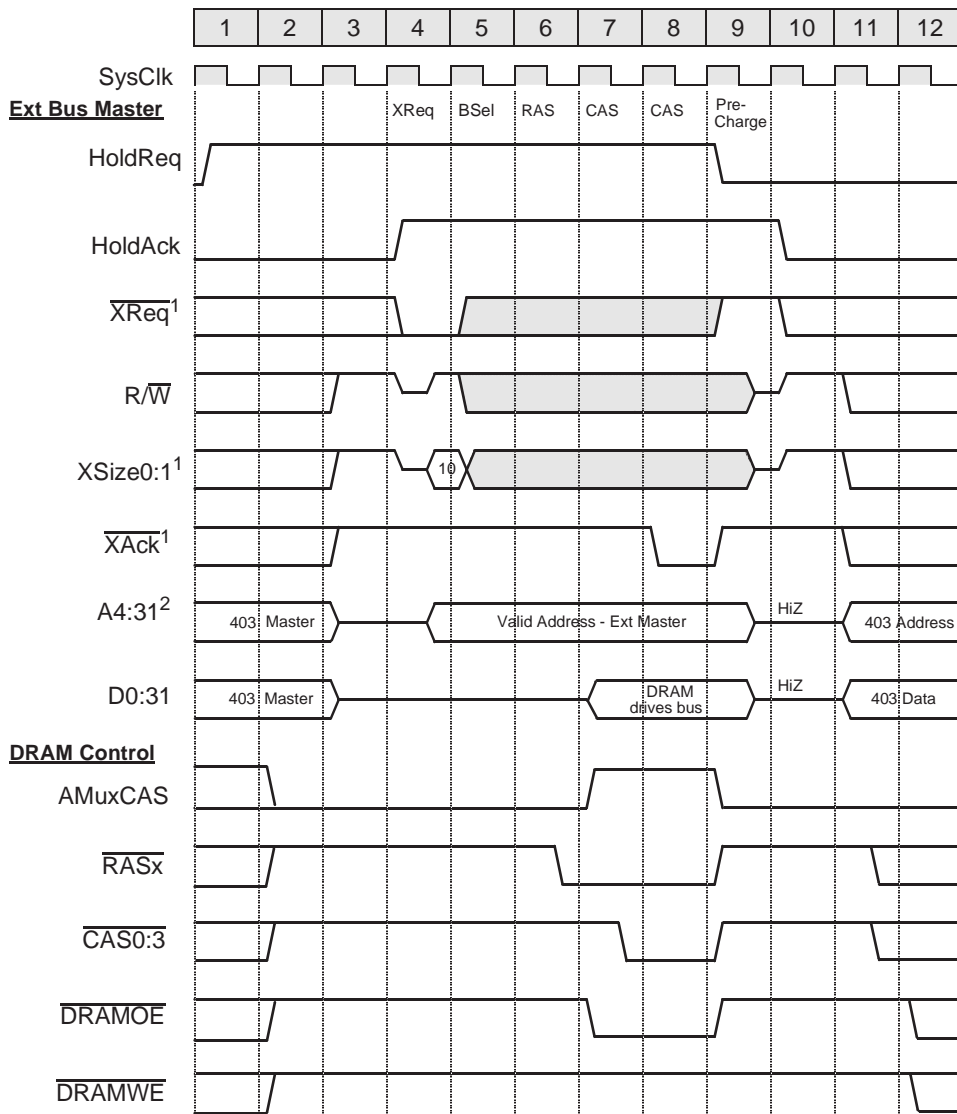 1 2 3 4 5 6 7 8 9 10 11 12
SysClk
Ext Bus Master
XReq BSel RAS CAS CAS Pre-
Charge
HoldReq
HoldAck
XReq1
R/W
XSize0:11
10
XAck1
A4:312
403 Master
Valid Address - Ext Master
HiZ
403 Address
D0:31
403 Master
DRAM
drives bus
HiZ
403 Data
DRAM Control
AMuxCAS
RASx
CAS0:3
DRAMOE
DRAMWE